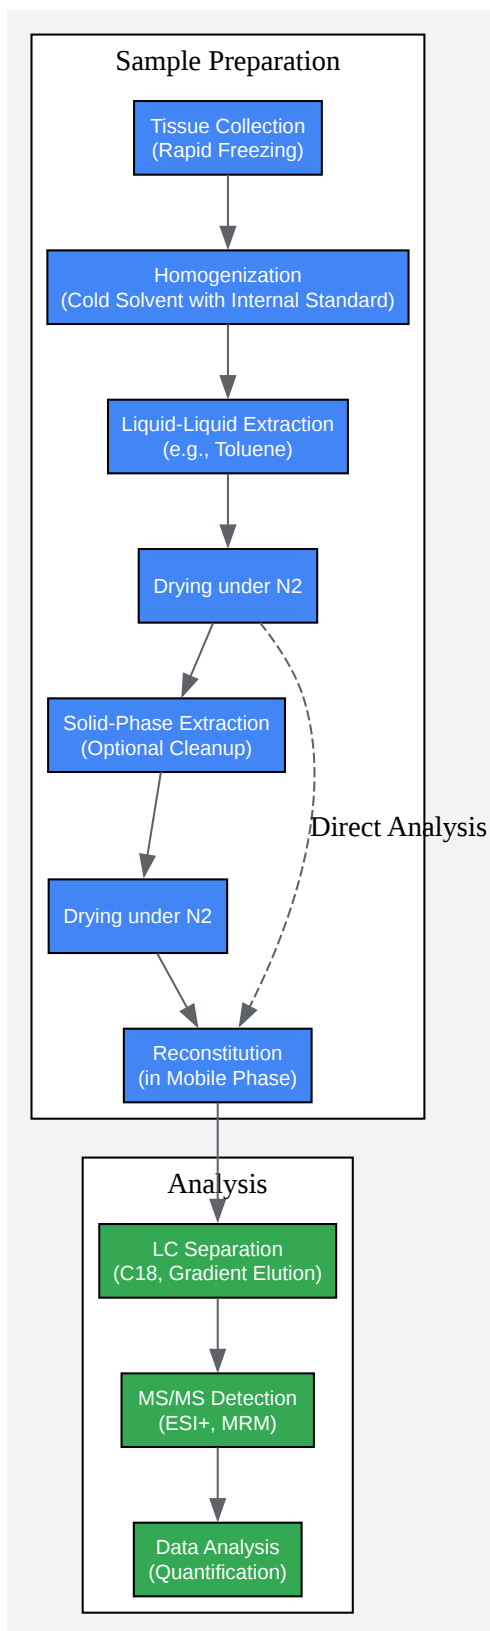 Sample Preparation
Tissue Collection
(Rapid Freezing)
Homogenization
(Cold Solvent with Internal Standard)
Liquid-Liquid Extraction
(e.g., Toluene)
Drying under N2
Solid-Phase Extraction
(Optional Cleanup)
Direct Analysis
Drying under N2
Reconstitution
(in Mobile Phase)
Analysis
LC Separation
(C18, Gradient Elution)
MS/MS Detection
(ESI+, MRM)
Data Analysis
(Quantification)